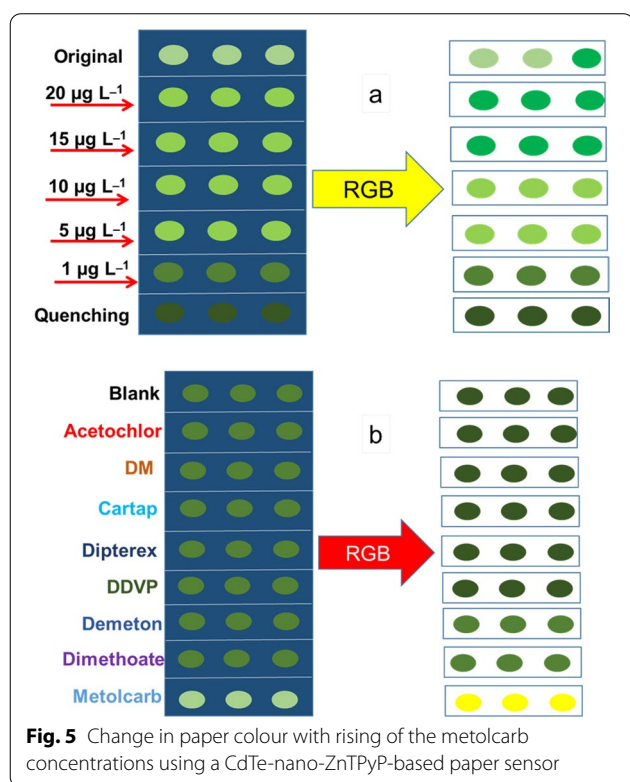 Original
20 µg L⁻¹
15 µg L⁻¹
10 µg L⁻¹
5 µg L⁻¹
1 µg L⁻¹
Quenching
a
RGB
Blank
Acetochlor
DM
Cartap
Dipterex
DDVP
Demeton
Dimethoate
Metolcarb
b
RGB
Fig. 5 Change in paper colour with rising of the metolcarb
concentrations using a CdTe-nano-ZnTPyP-based paper sensor